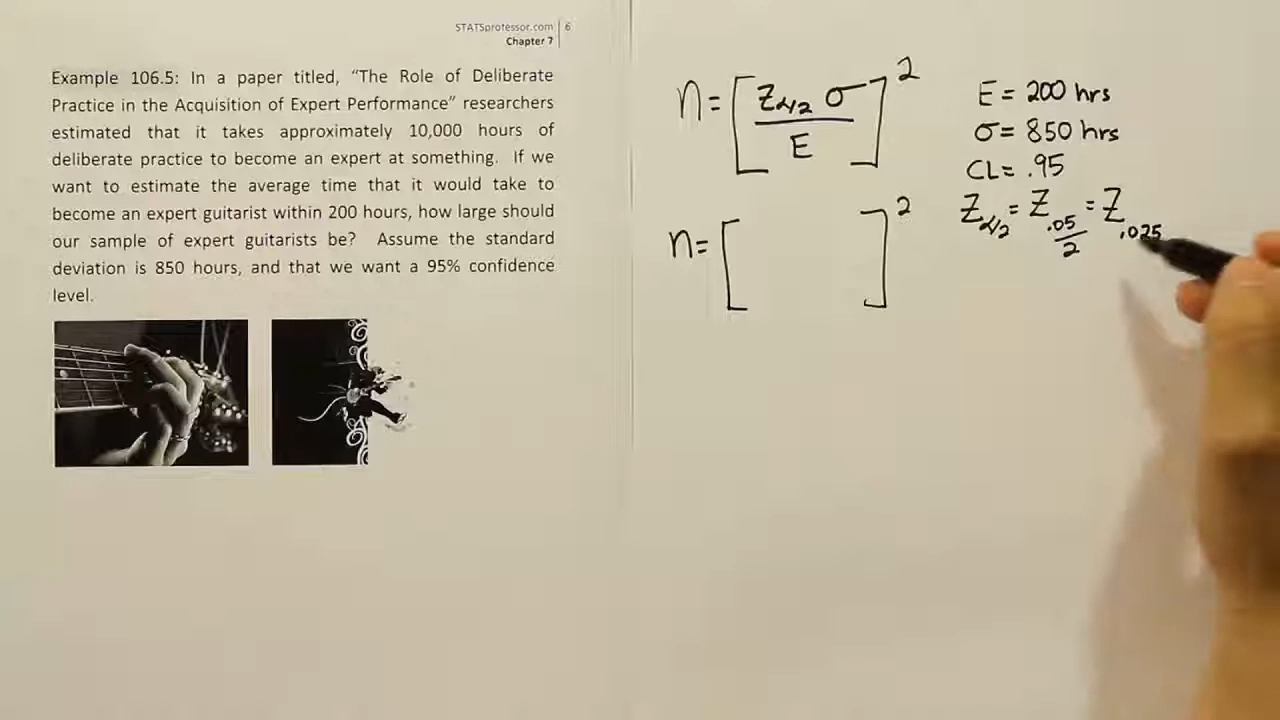 STATSprofessor.com | 6
Chapter 7
Example 106.5: In a paper titled, “The Role of Deliberate
Practice in the Acquisition of Expert Performance” researchers
estimated that it takes approximately 10,000 hours of
deliberate practice to become an expert at something. If we
want to estimate the average time that it would take to
become an expert guitarist within 200 hours, how large should
our sample of expert guitarists be? Assume the standard
deviation is 850 hours, and that we want a 95% confidence
level.
n = [Z α/2 σ / E]²
n = [ ]²
E = 200 hrs
σ = 850 hrs
CL = .95
Z α/2 = Z .05/2 = Z .025